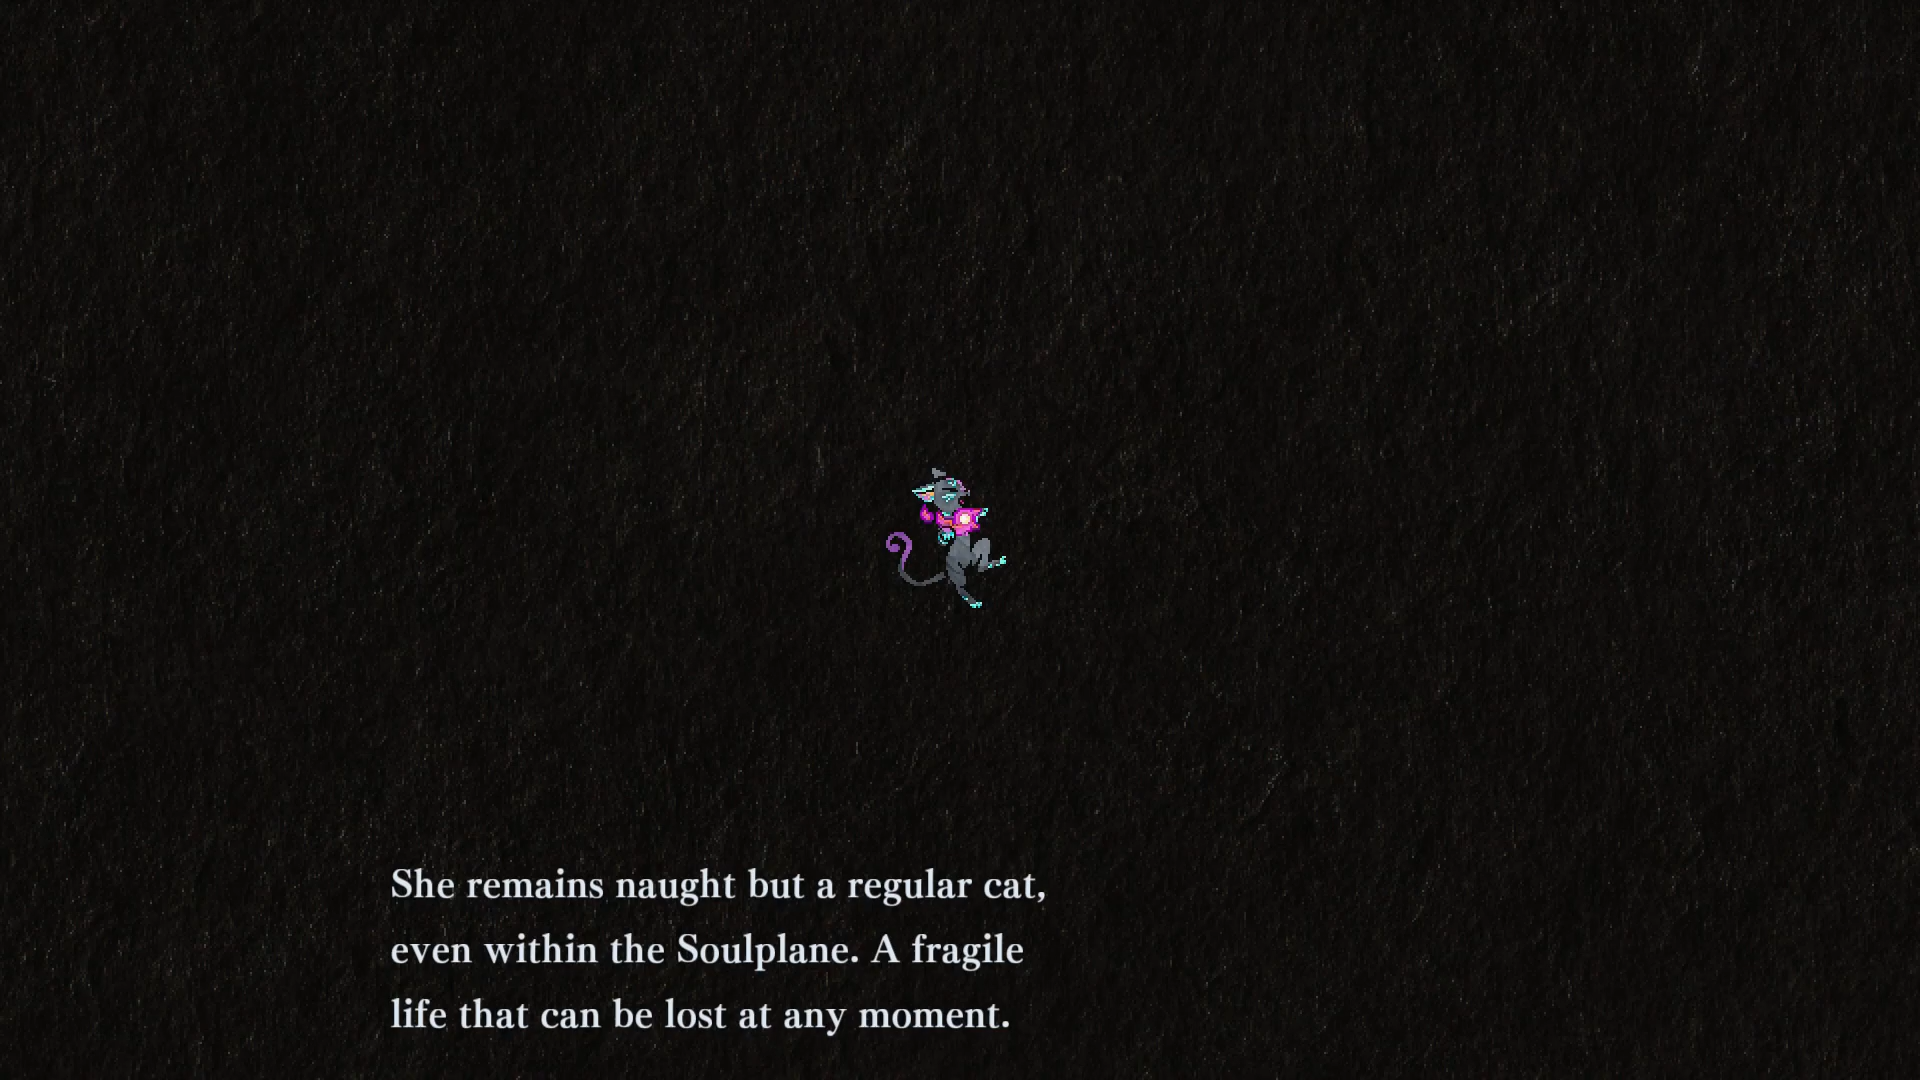 She remains naught but a regular cat,
even within the Soulplane. A fragile
life that can be lost at any moment.